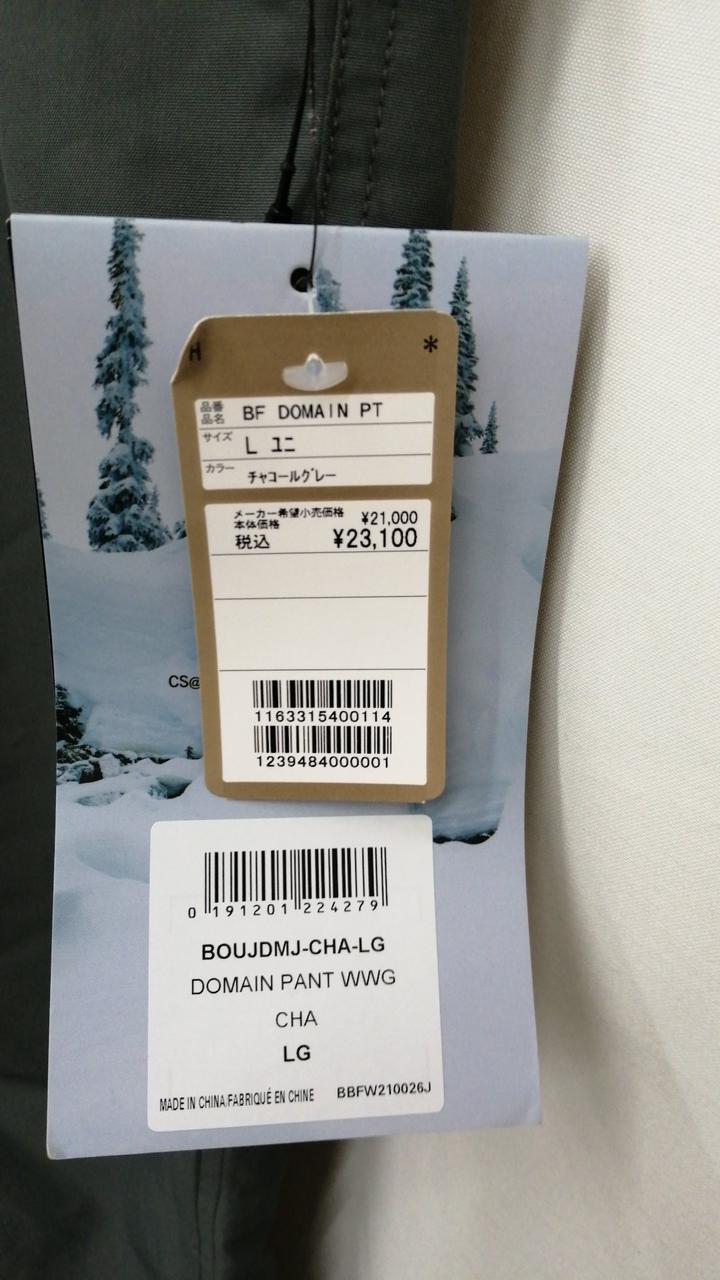 H *
品番
品名 BF DOMAIN PT
サイズ L ユニ
カラー チャコールグレー
メーカー希望小売価格
本体価格 ¥21,000
税込 ¥23,100
CS@
1163315400114
1239484000001
0 191201 224279
BOUJDMJ-CHA-LG
DOMAIN PANT WWG
CHA
LG
MADE IN CHINA/FABRIQUÉ EN CHINE BBFW210026J